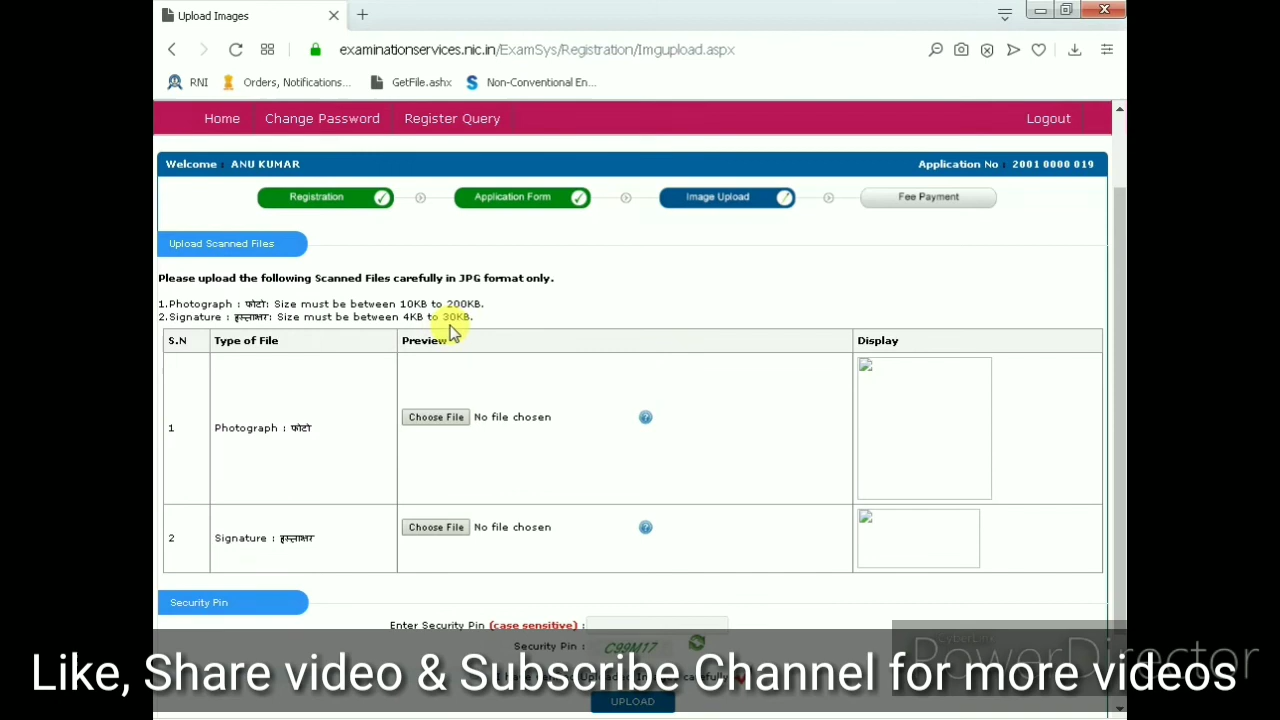 Upload Images
examinationservices.nic.in/ExamSys/Registration/Imgupload.aspx
RNI Orders, Notifications... GetFile.ashx Non-Conventional En...
Home Change Password Register Query Logout
Welcome : ANU KUMAR Application No : 2001 0000 019
Registration Application Form Image Upload Fee Payment
Upload Scanned Files
Please upload the following Scanned Files carefully in JPG format only.
1.Photograph : फोटो: Size must be between 10KB to 200KB.
2.Signature : हस्ताक्षर: Size must be between 4KB to 30KB.
S.N Type of File Preview Display
1 Photograph : फोटो Choose File No file chosen
2 Signature : हस्ताक्षर Choose File No file chosen
Security Pin
Enter Security Pin (case sensitive) :
Security Pin : C99M17
CyberLink
PowerDirector
Like, Share video & Subscribe Channel for more videos
UPLOAD